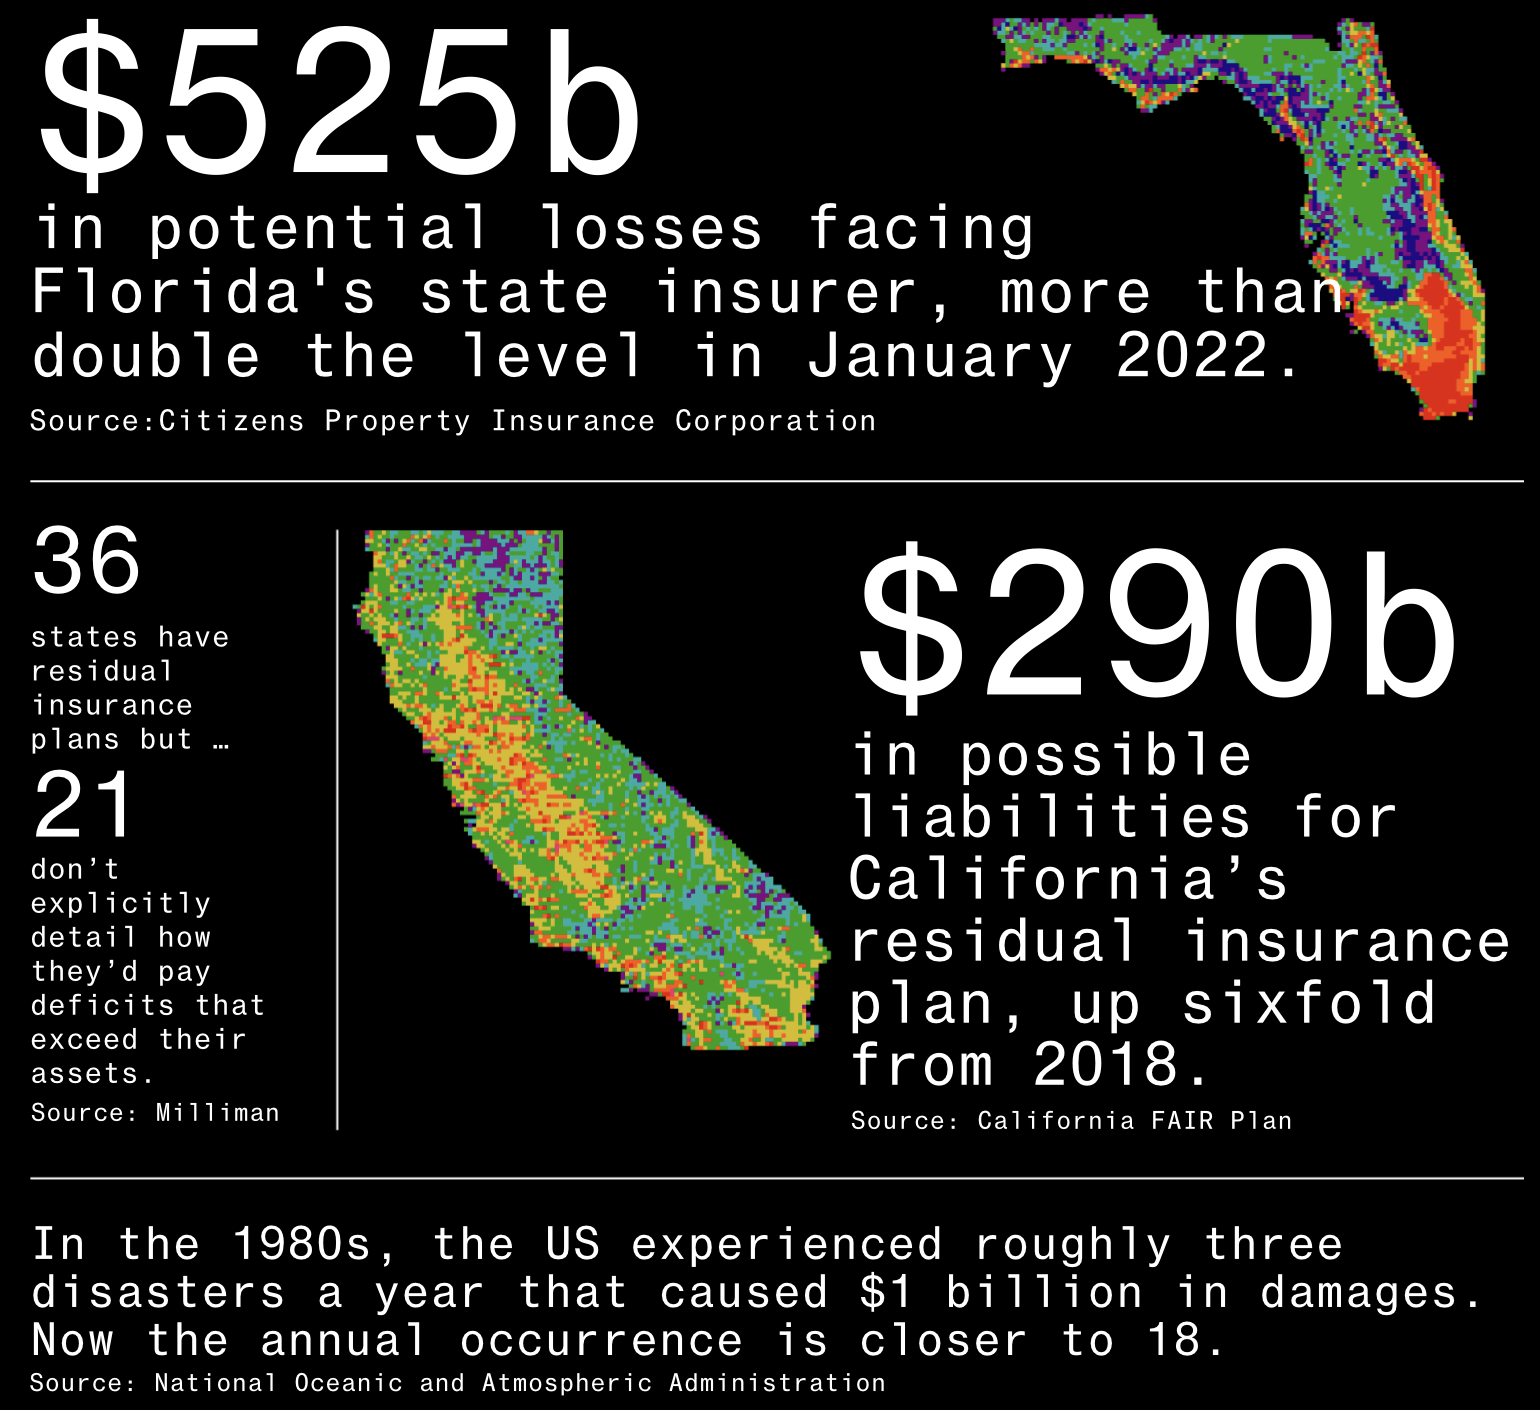 $525b
in potential losses facing
Florida's state insurer, more than
double the level in January 2022.
Source:Citizens Property Insurance Corporation
36
states have
residual
insurance
plans but …
21
don’t
explicitly
detail how
they’d pay
deficits that
exceed their
assets.
Source: Milliman
$290b
in possible
liabilities for
California’s
residual insurance
plan, up sixfold
from 2018.
Source: California FAIR Plan
In the 1980s, the US experienced roughly three
disasters a year that caused $1 billion in damages.
Now the annual occurrence is closer to 18.
Source: National Oceanic and Atmospheric Administration